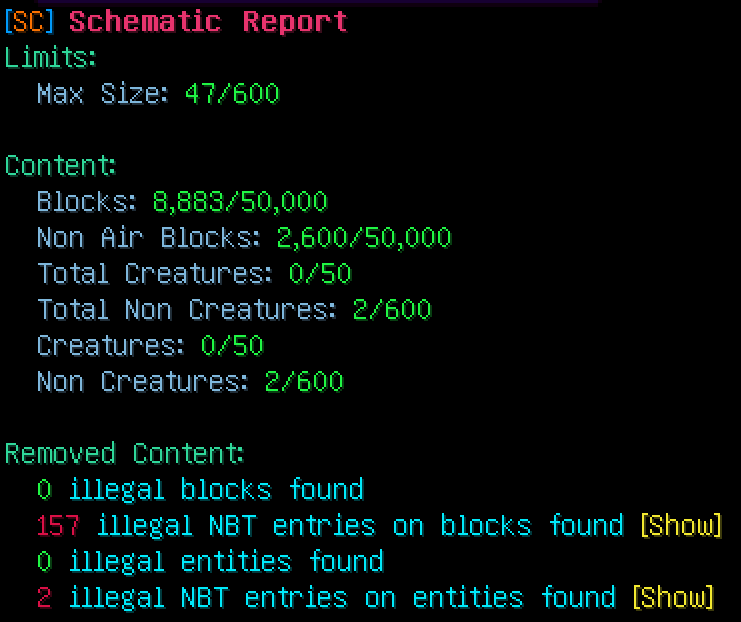 [SC] Schematic Report
Limits:
Max Size: 47/600
Content:
Blocks: 8,883/50,000
Non Air Blocks: 2,600/50,000
Total Creatures: 0/50
Total Non Creatures: 2/600
Creatures: 0/50
Non Creatures: 2/600
Removed Content:
0 illegal blocks found
157 illegal NBT entries on blocks found [Show]
0 illegal entities found
2 illegal NBT entries on entities found [Show]